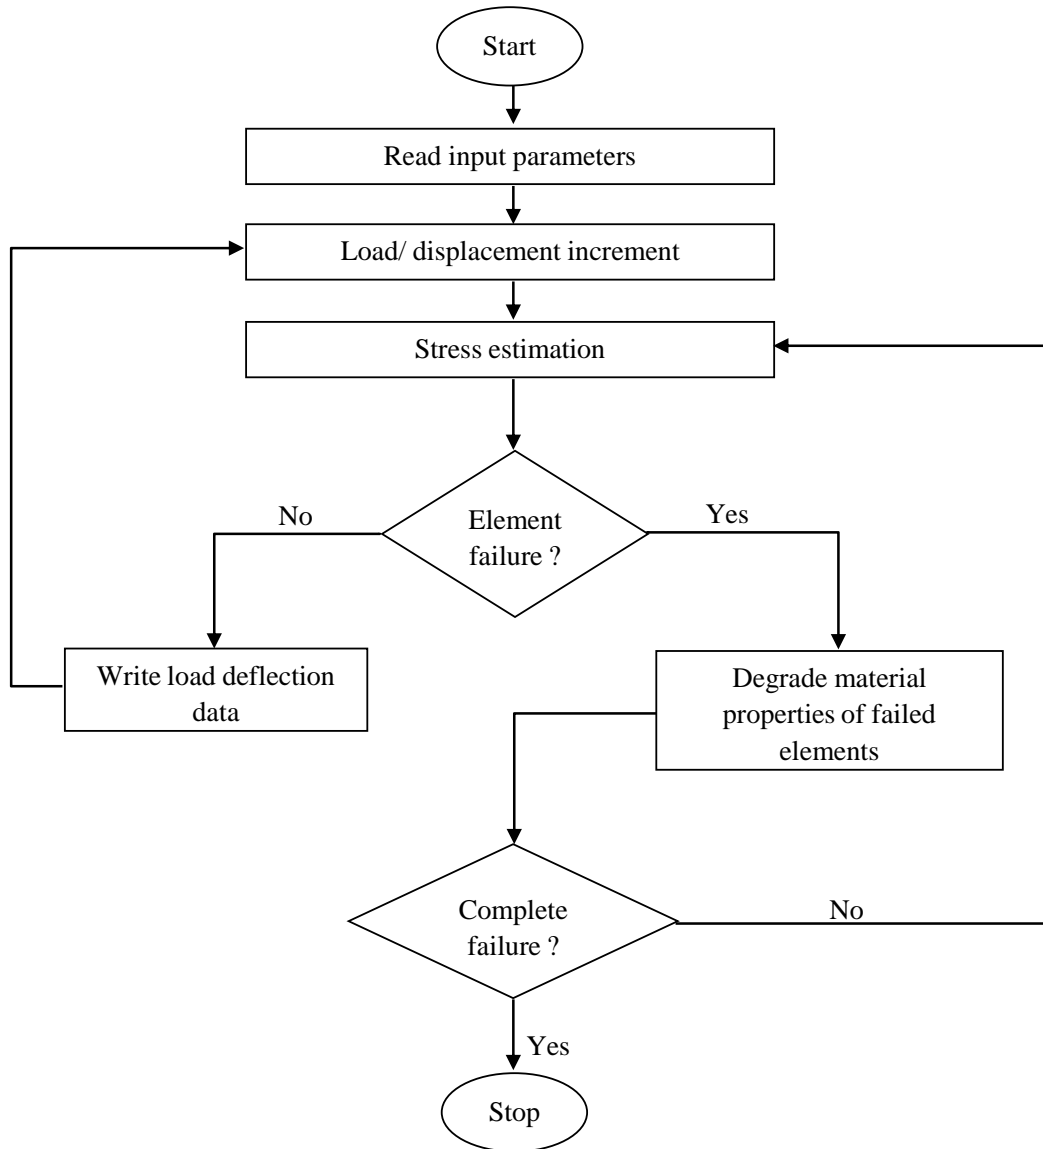 Start
Read input parameters
Load/ displacement increment
Stress estimation
Element
failure ?
No
Yes
Write load deflection
data
Degrade material
properties of failed
elements
Complete
failure ?
No
Yes
Stop